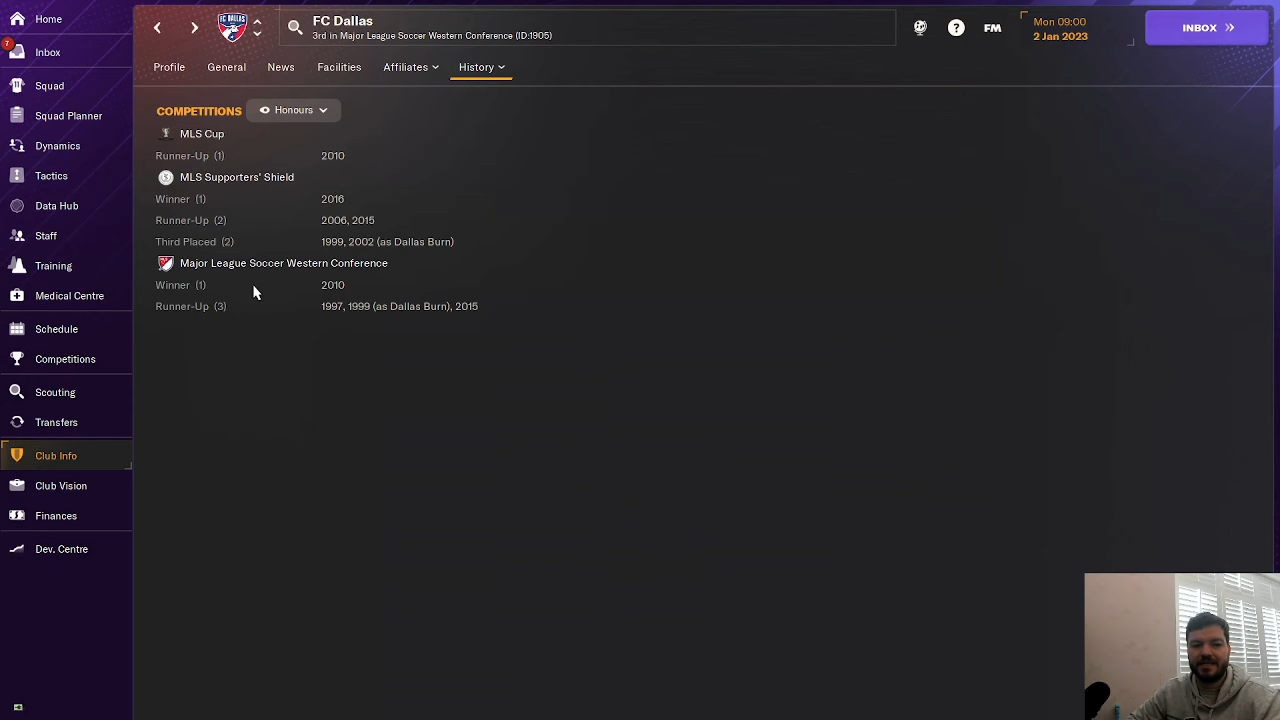 Home
7
Inbox
11
Squad
Squad Planner
Dynamics
Tactics
Data Hub
Staff
Training
Medical Centre
Schedule
Competitions
Scouting
Transfers
Club Info
Club Vision
Finances
Dev. Centre
FC DALLAS
FC Dallas
3rd in Major League Soccer Western Conference (ID:1905)
?
FM
Mon 09:00
2 Jan 2023
INBOX
Profile
General
News
Facilities
Affiliates
History
COMPETITIONS
Honours
MLS Cup
Runner-Up (1) 2010
MLS Supporters' Shield
Winner (1) 2016
Runner-Up (2) 2006, 2015
Third Placed (2) 1999, 2002 (as Dallas Burn)
Major League Soccer Western Conference
Winner (1) 2010
Runner-Up (3) 1997, 1999 (as Dallas Burn), 2015